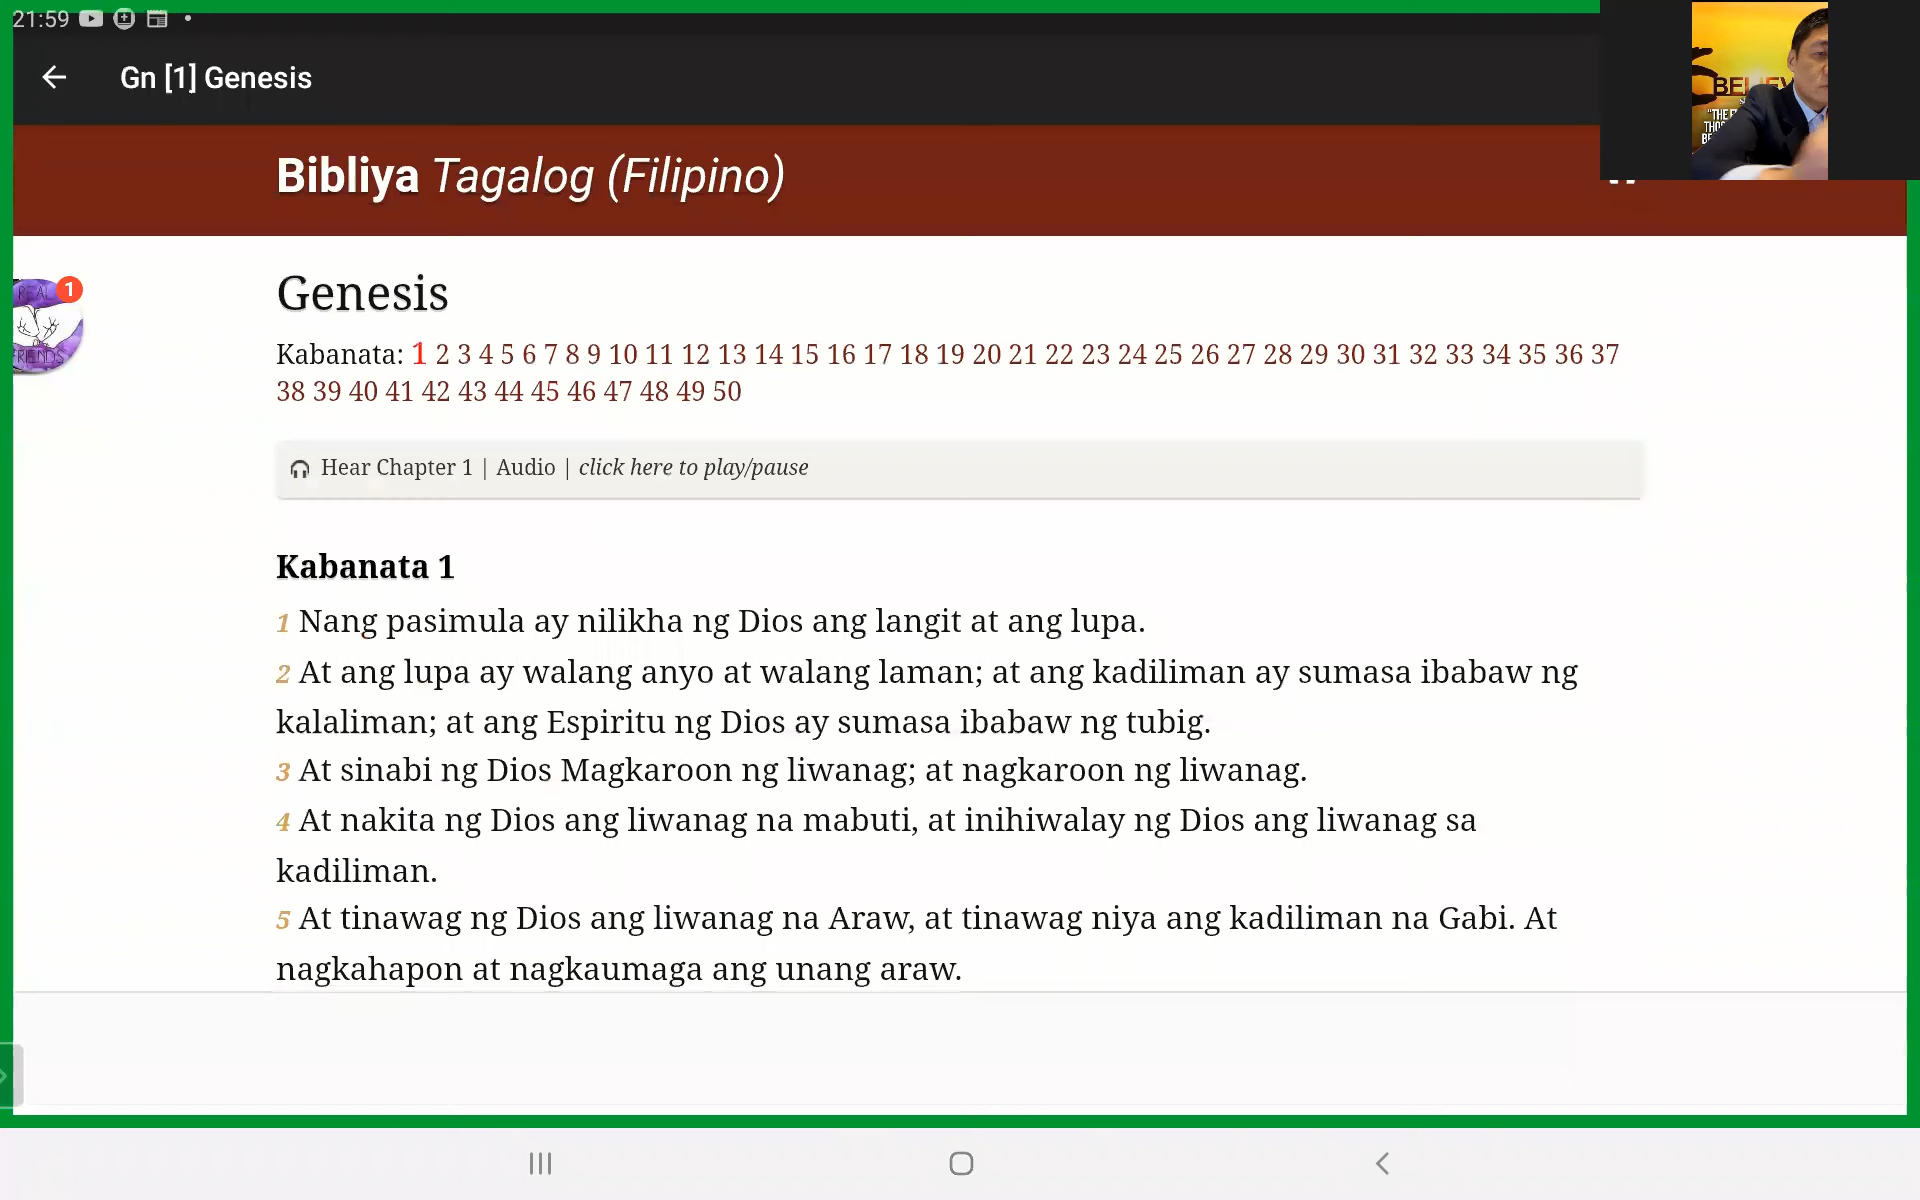 21:59
Gn [1] Genesis
Bibliya Tagalog (Filipino)
REAL
FRIENDS
1
Genesis
Kabanata: 1 2 3 4 5 6 7 8 9 10 11 12 13 14 15 16 17 18 19 20 21 22 23 24 25 26 27 28 29 30 31 32 33 34 35 36 37
38 39 40 41 42 43 44 45 46 47 48 49 50
Hear Chapter 1 | Audio | click here to play/pause
Kabanata 1
1 Nang pasimula ay nilikha ng Dios ang langit at ang lupa.
2 At ang lupa ay walang anyo at walang laman; at ang kadiliman ay sumasa ibabaw ng
kalaliman; at ang Espiritu ng Dios ay sumasa ibabaw ng tubig.
3 At sinabi ng Dios Magkaroon ng liwanag; at nagkaroon ng liwanag.
4 At nakita ng Dios ang liwanag na mabuti, at inihiwalay ng Dios ang liwanag sa
kadiliman.
5 At tinawag ng Dios ang liwanag na Araw, at tinawag niya ang kadiliman na Gabi. At
nagkahapon at nagkaumaga ang unang araw.